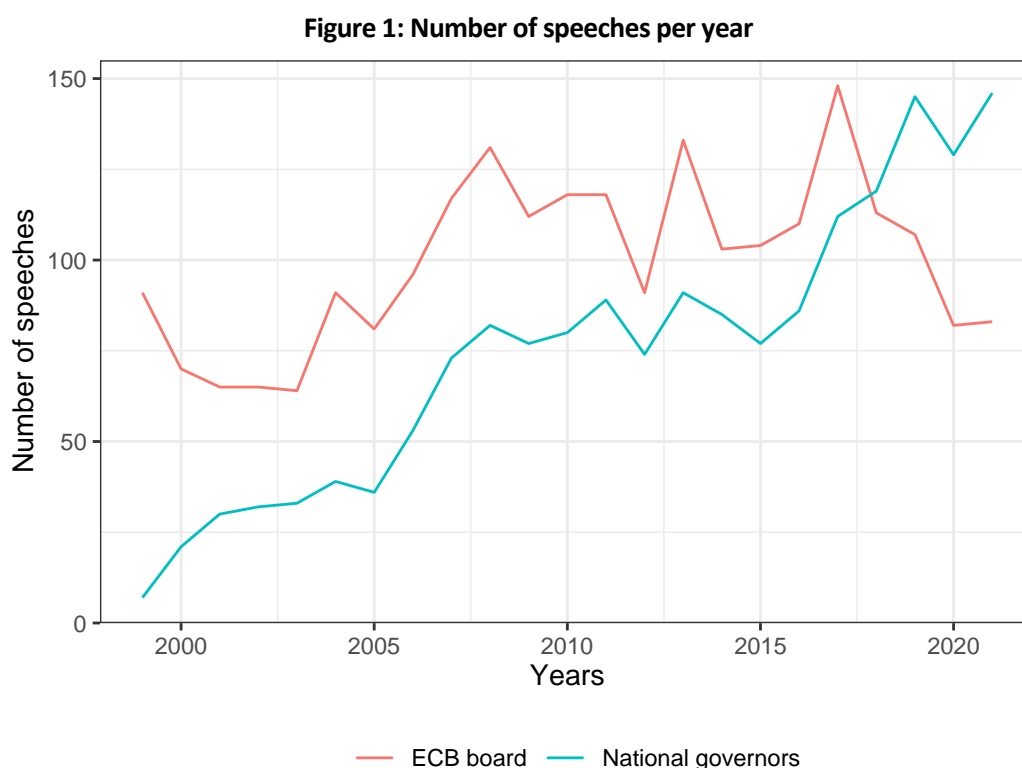 Figure 1: Number of speeches per year
150
100
50
0
Number of speeches
2000 2005 2010 2015 2020
Years
ECB board National governors